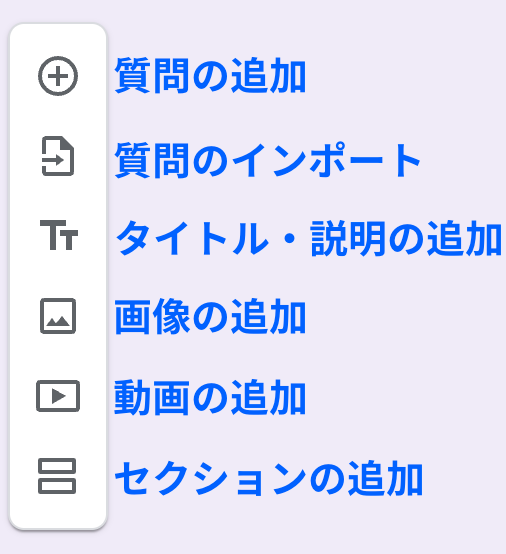 質問の追加
質問のインポート
タイトル・説明の追加
画像の追加
動画の追加
セクションの追加